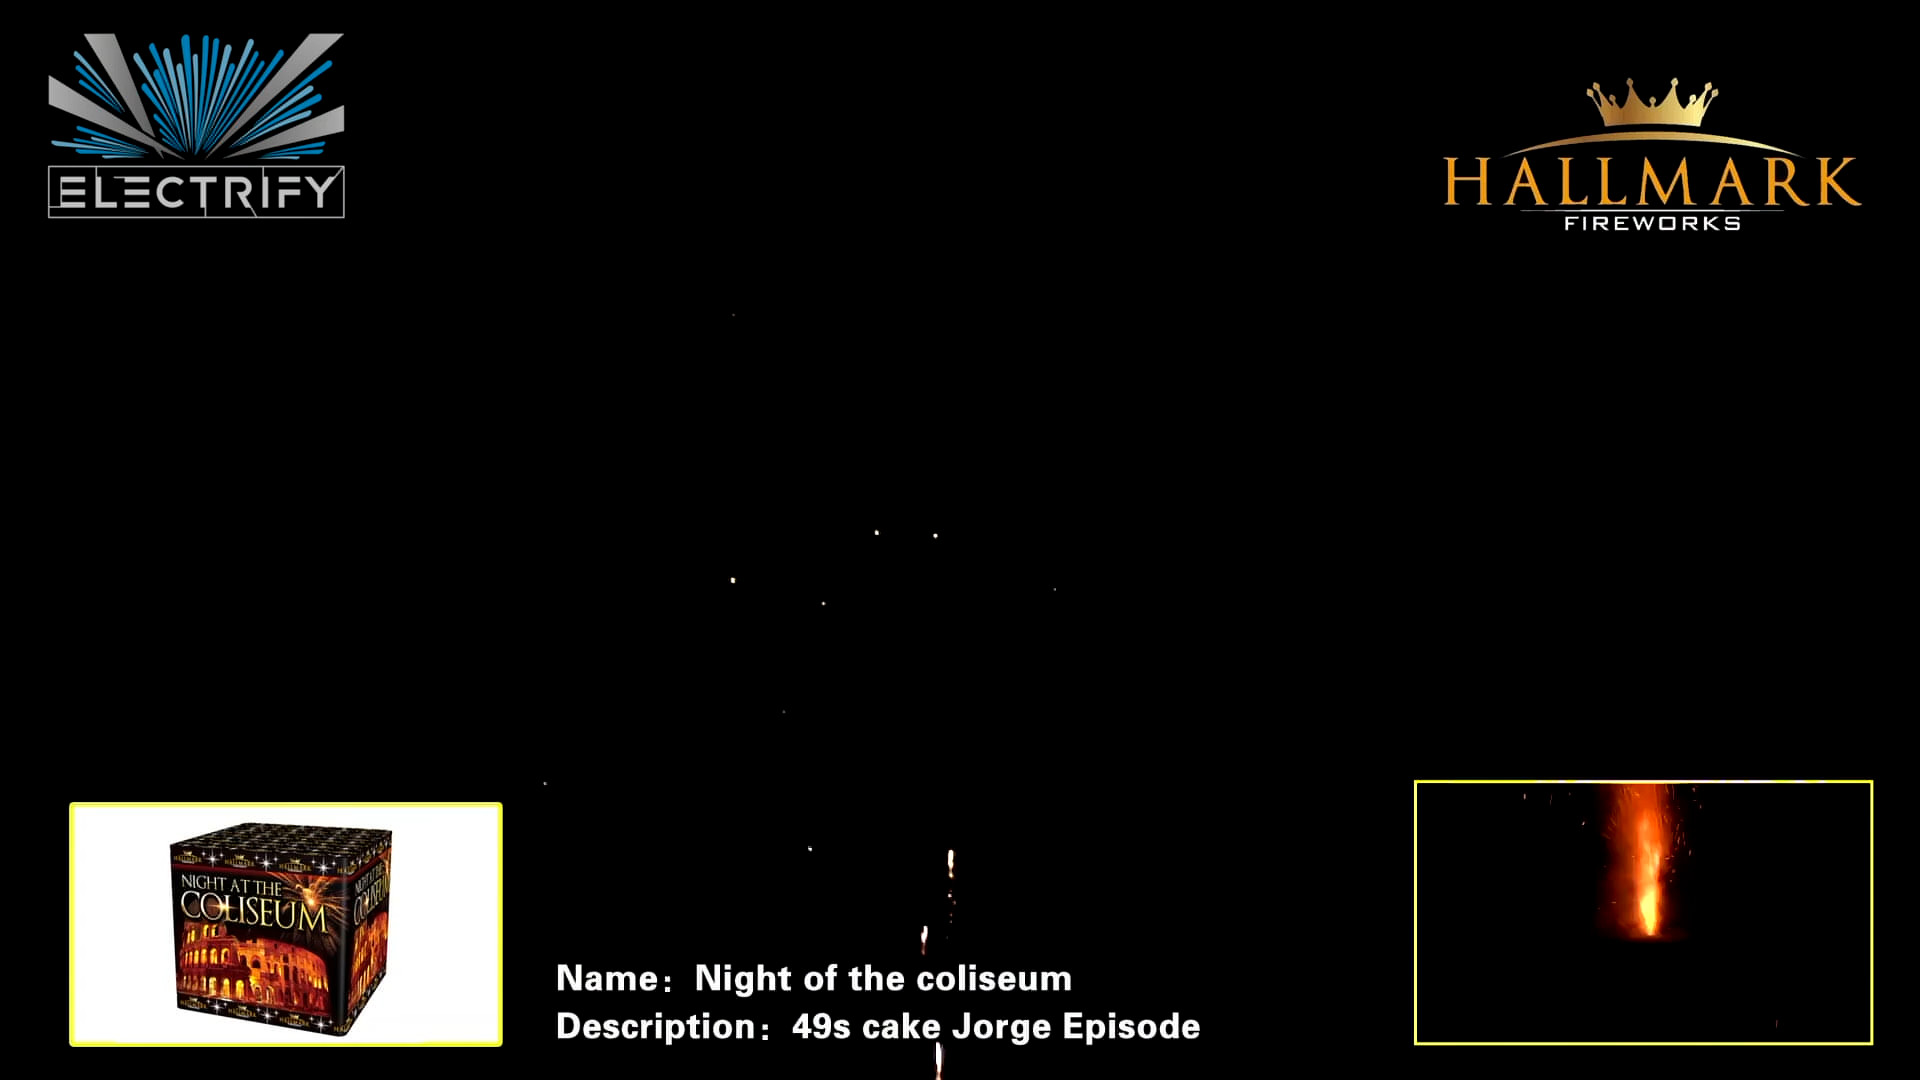 ELECTRIFY
HALLMARK
FIREWORKS
NIGHT AT THE
COLISEUM
Name： Night of the coliseum
Description：49s cake Jorge Episode